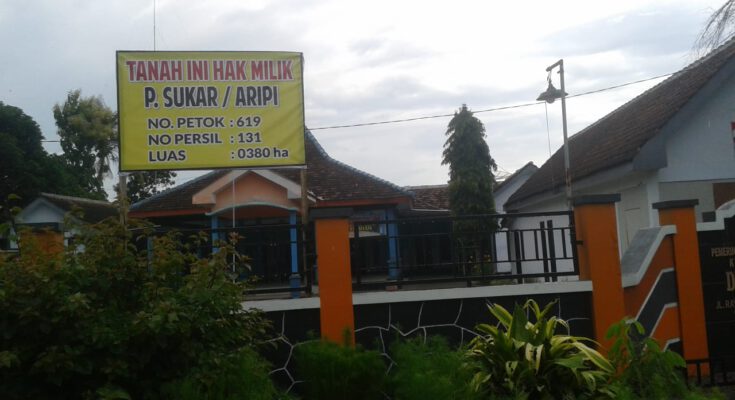 TANAH INI HAK MILIK
P. SUKAR / ARIPI
NO. PETOK : 619
NO PERSIL : 131
LUAS : 0380 ha